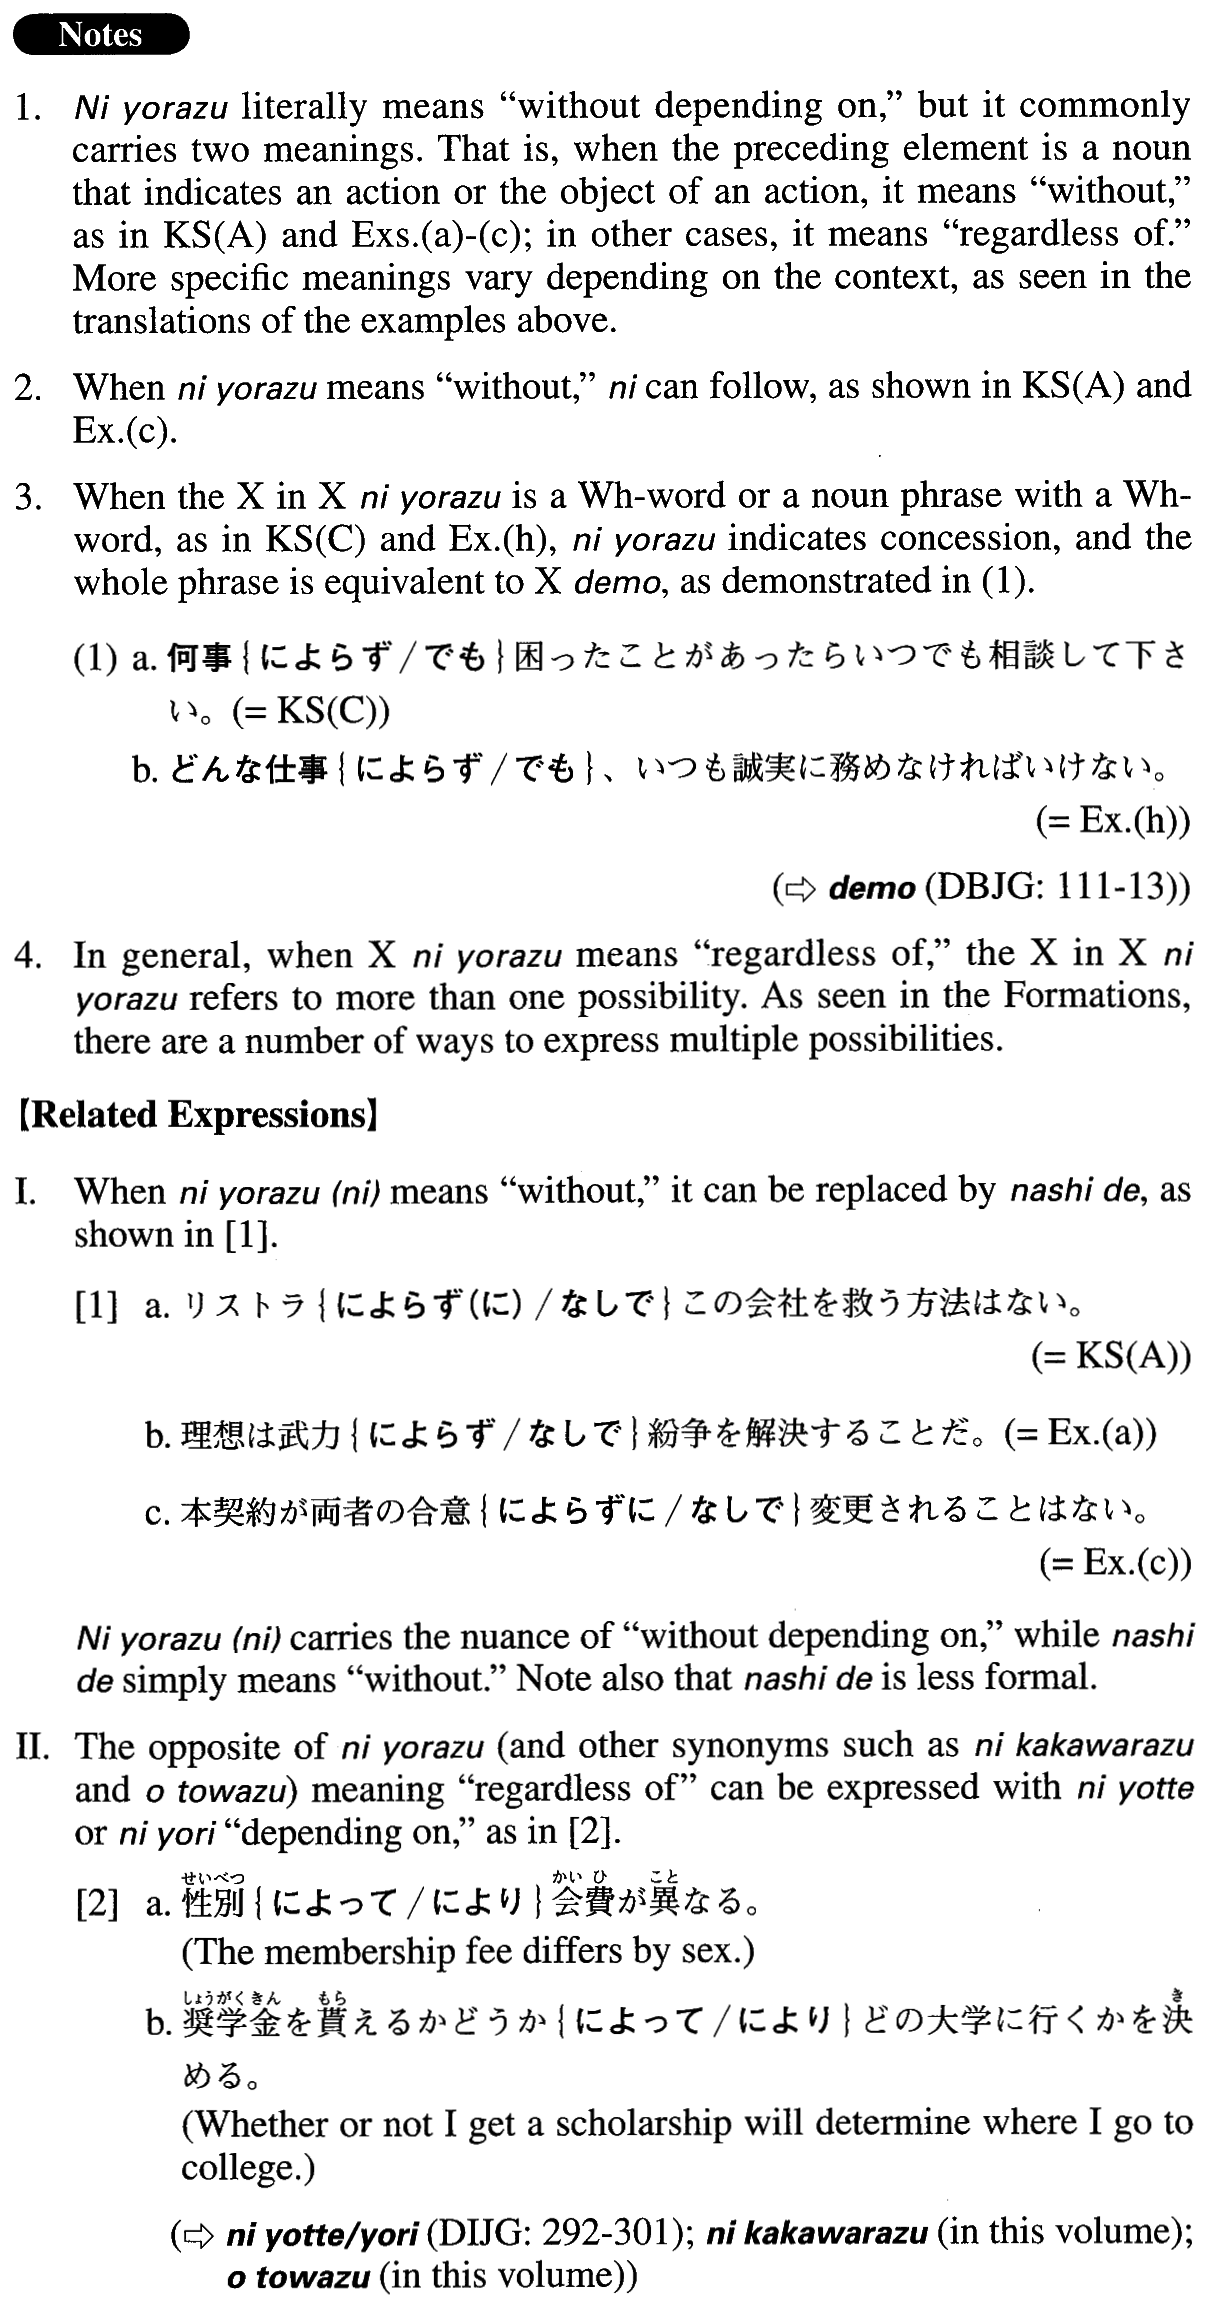 Notes
1. Ni yorazu literally means “without depending on,” but it commonly
carries two meanings. That is, when the preceding element is a noun
that indicates an action or the object of an action, it means “without,”
as in KS(A) and Exs.(a)-(c); in other cases, it means “regardless of.”
More specific meanings vary depending on the context, as seen in the
translations of the examples above.
2. When ni yorazu means “without,” ni can follow, as shown in KS(A) and
Ex.(c).
3. When the X in X ni yorazu is a Wh-word or a noun phrase with a Wh-
word, as in KS(C) and Ex.(h), ni yorazu indicates concession, and the
whole phrase is equivalent to X demo, as demonstrated in (1).
(1) a. 何事{によらず/でも}困ったことがあったらいつでも相談して下さ
い。(= KS(C))
b. どんな仕事{によらず/でも}、いつも誠実に務めなければいけない。
(= Ex.(h))
(⇨ demo (DBJG: 111-13))
4. In general, when X ni yorazu means “regardless of,” the X in X ni
yorazu refers to more than one possibility. As seen in the Formations,
there are a number of ways to express multiple possibilities.
【Related Expressions】
I. When ni yorazu (ni) means “without,” it can be replaced by nashi de, as
shown in [1].
[1] a. リストラ{によらず(に)/なしで}この会社を救う方法はない。
(= KS(A))
b. 理想は武力{によらず/なしで}紛争を解決することだ。(= Ex.(a))
c. 本契約が両者の合意{によらずに/なしで}変更されることはない。
(= Ex.(c))
Ni yorazu (ni) carries the nuance of “without depending on,” while nashi
de simply means “without.” Note also that nashi de is less formal.
II. The opposite of ni yorazu (and other synonyms such as ni kakawarazu
and o towazu) meaning “regardless of” can be expressed with ni yotte
or ni yori “depending on,” as in [2].
せいべつ かいひ こと
[2] a. 性別{によって/により}会費が異なる。
(The membership fee differs by sex.)
しょうがくきん もら き
b. 奨学金を貰えるかどうか{によって/により}どの大学に行くかを決
める。
(Whether or not I get a scholarship will determine where I go to
college.)
(⇨ ni yotte/yori (DIJG: 292-301); ni kakawarazu (in this volume);
o towazu (in this volume))